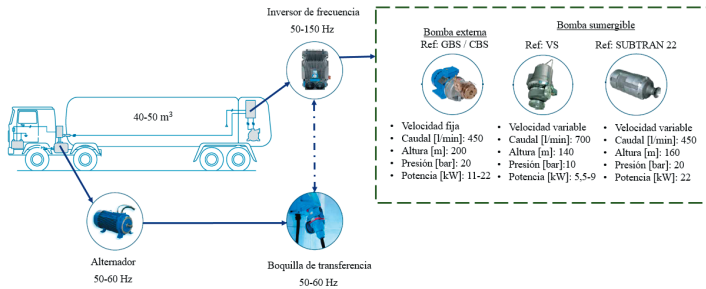 Inversor de frecuencia
50-150 Hz
40-50 m³
Alternador
50-60 Hz
Boquilla de transferencia
50-60 Hz
Bomba externa
Ref: GBS / CBS
Bomba sumergible
Ref: VS
Ref: SUBTRAN 22
• Velocidad fija
• Caudal [l/min]: 450
• Altura [m]: 200
• Presión [bar]: 20
• Potencia [kW]: 11-22
• Velocidad variable
• Caudal [l/min]: 700
• Altura [m]: 140
• Presión [bar]:10
• Potencia [kW]: 5,5-9
• Velocidad variable
• Caudal [l/min]: 450
• Altura [m]: 160
• Presión [bar]: 20
• Potencia [kW]: 22